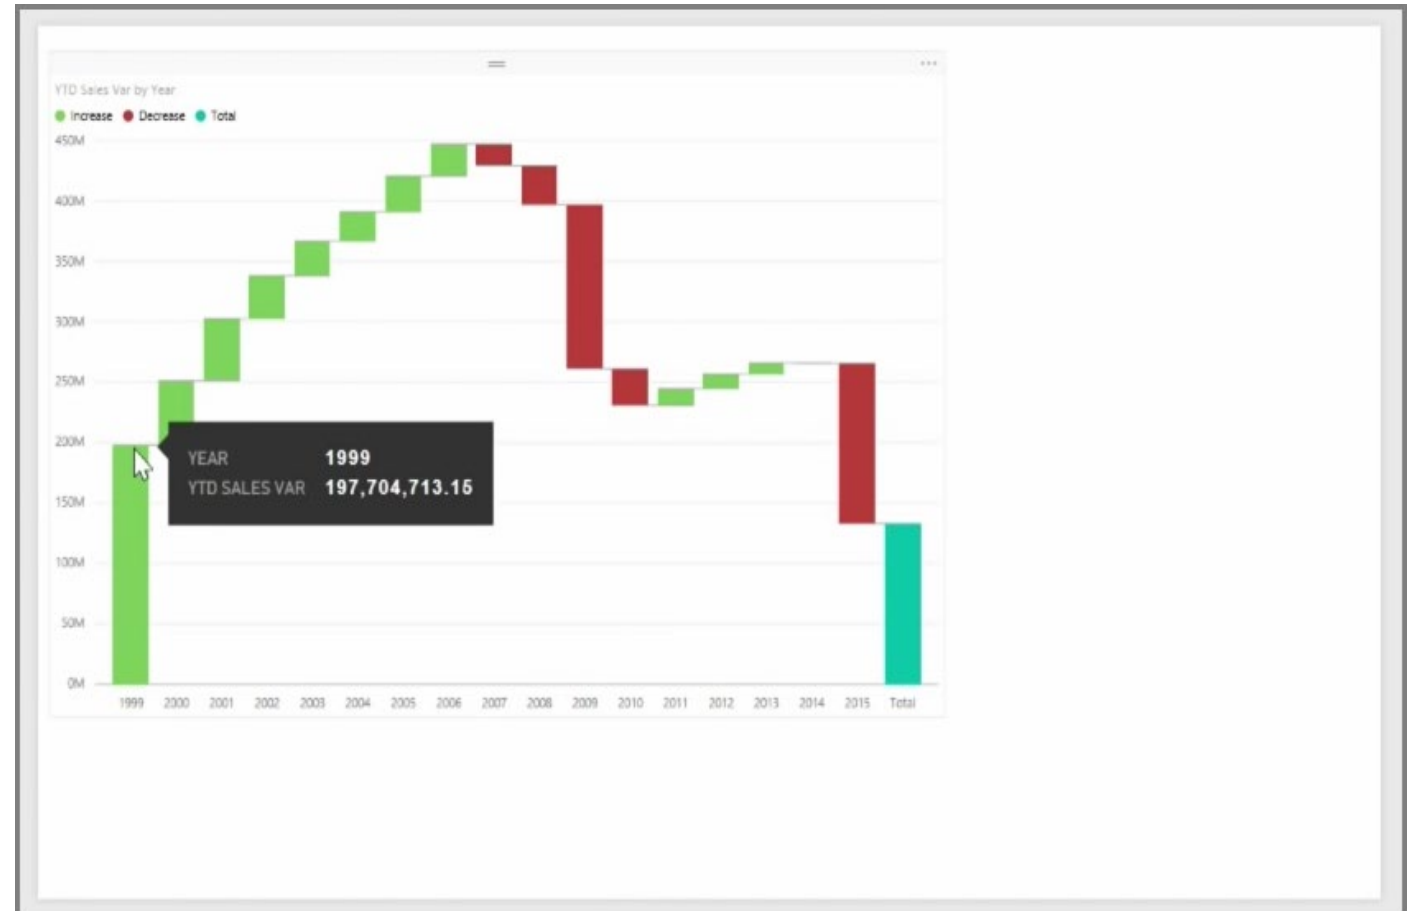 YTD Sales Var by Year
Increase Decrease Total
450M
400M
350M
300M
250M
200M
150M
100M
50M
0M
YEAR 1999
YTD SALES VAR 197,704,713.15
1999 2000 2001 2002 2003 2004 2005 2006 2007 2008 2009 2010 2011 2012 2013 2014 2015 Total